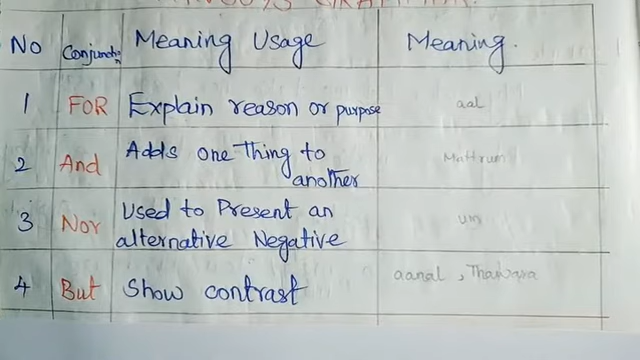 No Conjunctn Meaning Usage Meaning.
1 FOR Explain reason or purpose aal
2 And Adds one Thing to
another Mattrum
3 Nor Used to Present an
alternative Negative um
4 But Show contrast aanal ,